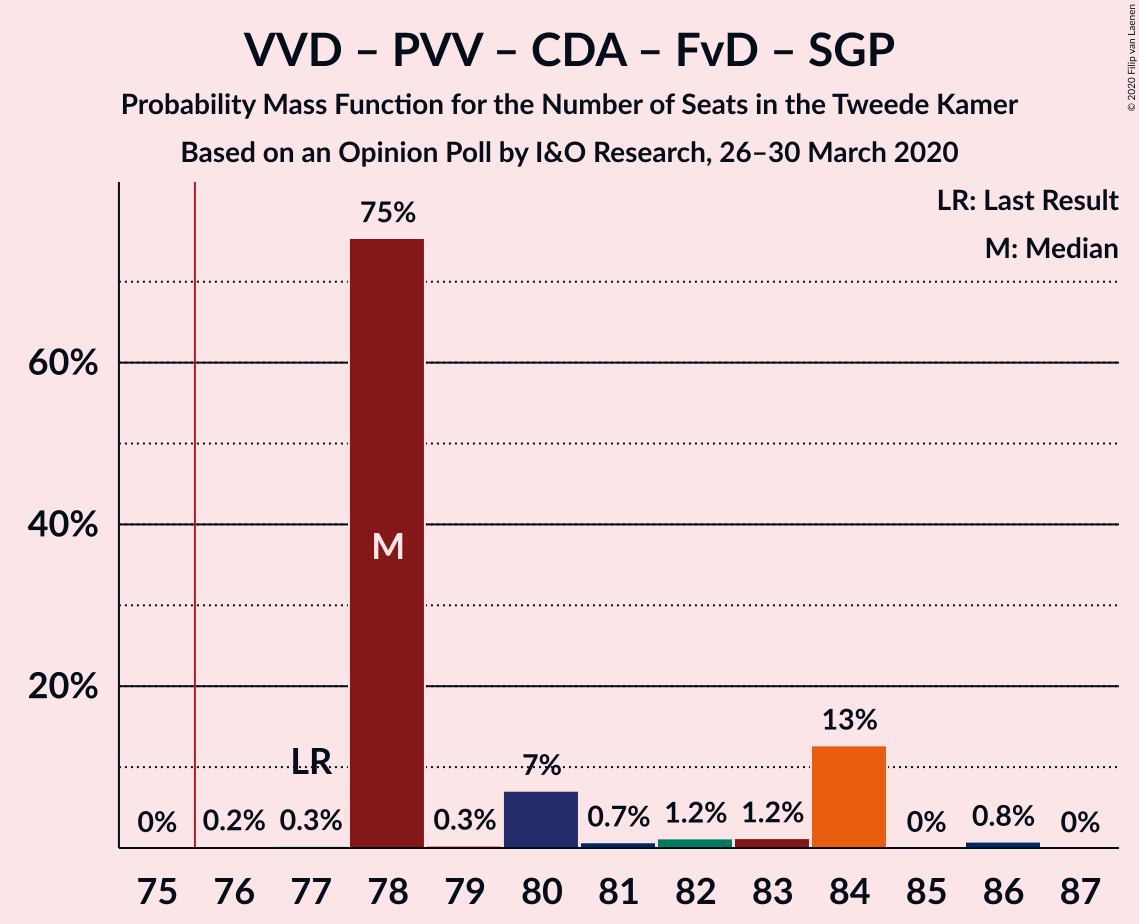 VVD – PVV – CDA – FvD – SGP
Probability Mass Function for the Number of Seats in the Tweede Kamer
Based on an Opinion Poll by I&O Research, 26–30 March 2020
© 2020 Filip van Laenen
LR: Last Result
M: Median
60%
40%
20%
0%
0.2%
LR
0.3%
75%
M
0.3%
7%
0.7%
1.2%
1.2%
13%
0%
0.8%
0%
75 76 77 78 79 80 81 82 83 84 85 86 87